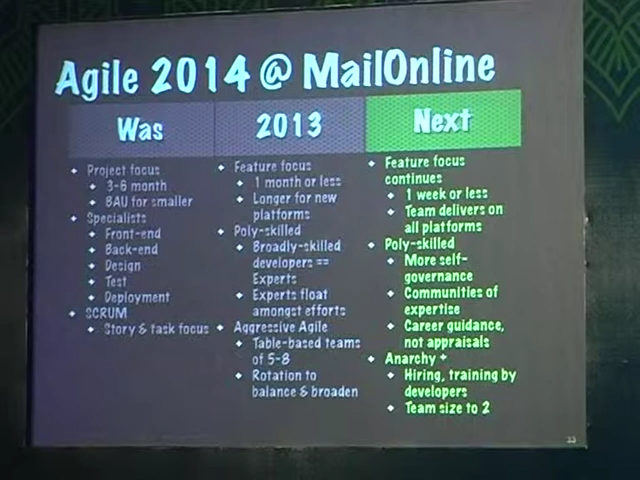 Agile 2014 @ MailOnline
Was
2013
Next
Project focus
3-6 month
BAU for smaller
Specialists
Front-end
Back-end
Design
Test
Deployment
SCRUM
Story & task focus
Feature focus
1 month or less
Longer for new
platforms
Poly-skilled
Broadly-skilled
developers ==
Experts
Experts float
amongst efforts
Aggressive Agile
Table-based teams
of 5-8
Rotation to
balance & broaden
Feature focus
continues
1 week or less
Team delivers on
all platforms
Poly-skilled
More self-
governance
Communities of
expertise
Career guidance,
not appraisals
Anarchy +
Hiring, training by
developers
Team size to 2
33